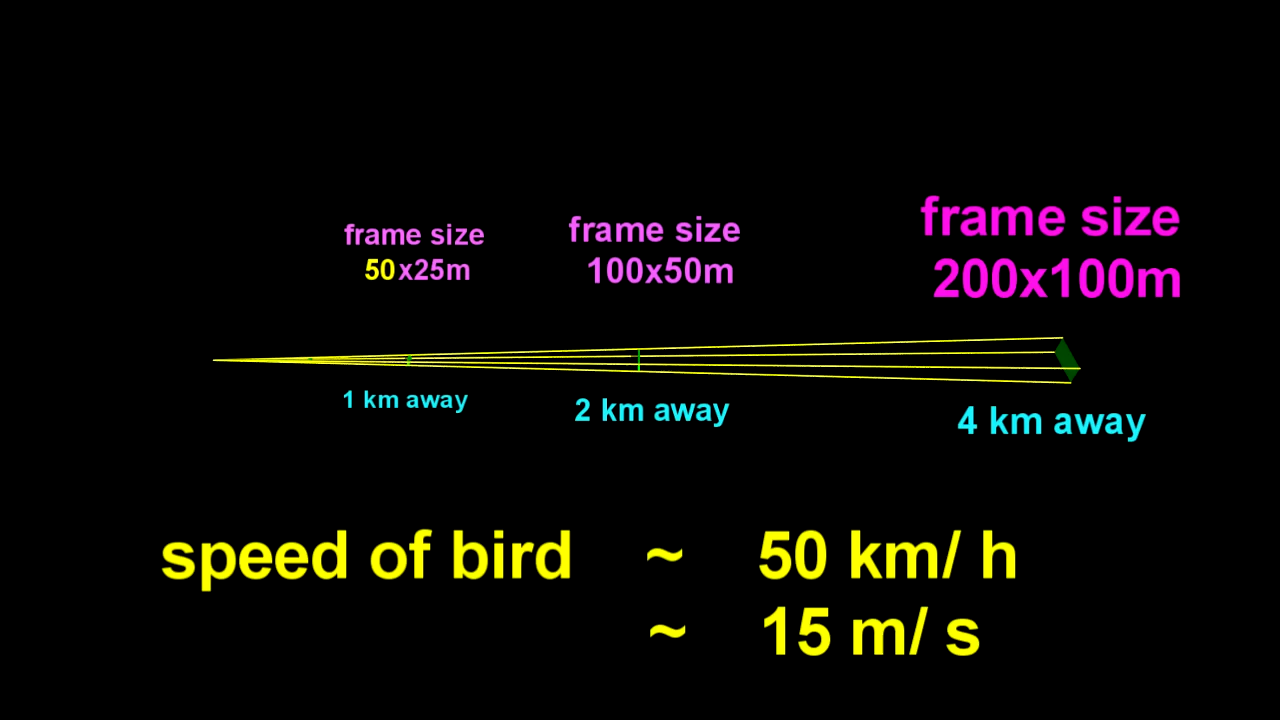 frame size
50x25m
frame size
100x50m
frame size
200x100m
1 km away
2 km away
4 km away
speed of bird ~ 50 km/ h
~ 15 m/ s